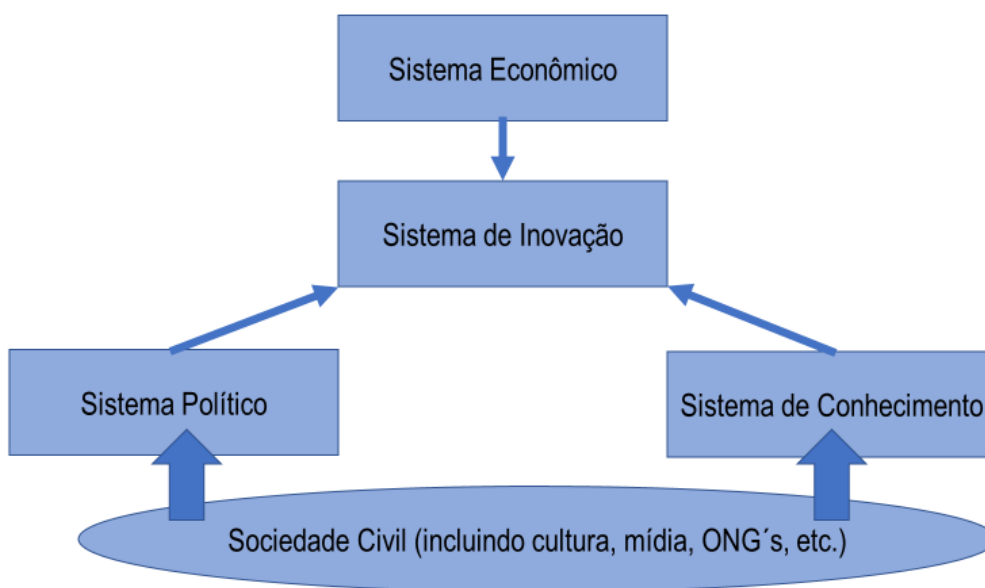 Sistema Econômico
Sistema de Inovação
Sistema Político
Sistema de Conhecimento
Sociedade Civil (incluindo cultura, mídia, ONG´s, etc.)